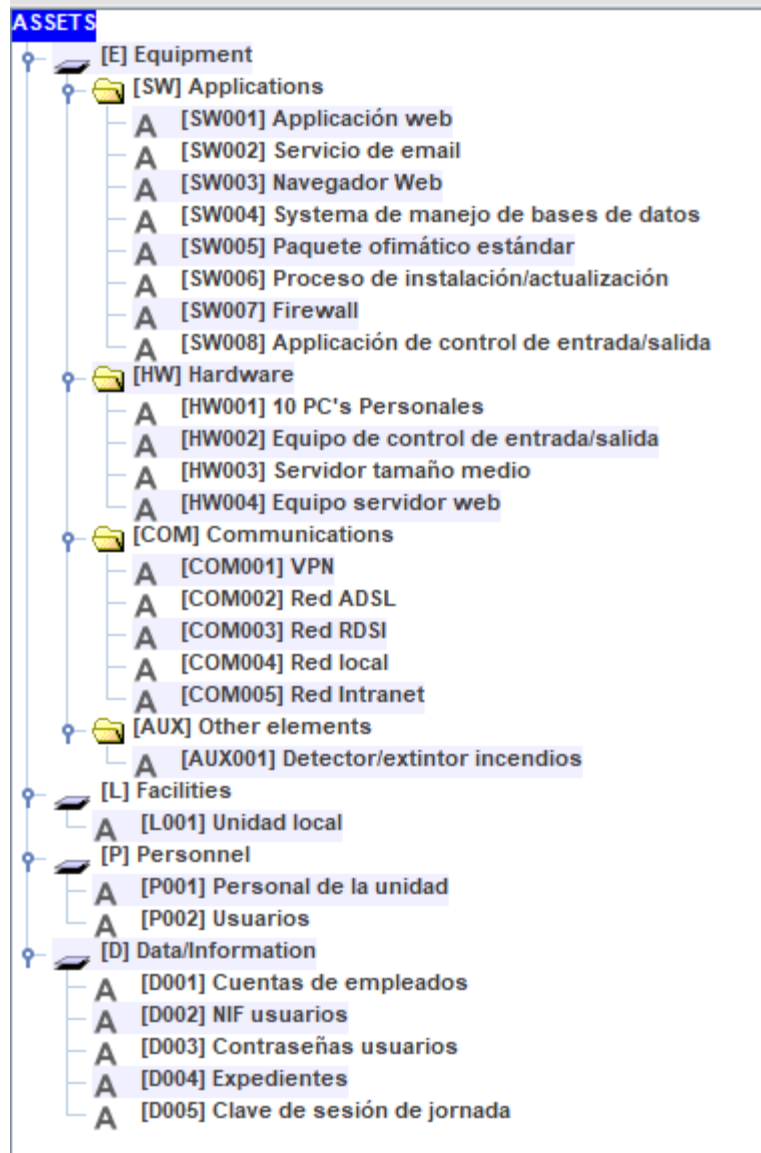 ASSETS
[E] Equipment
[SW] Applications
A [SW001] Applicación web
A [SW002] Servicio de email
A [SW003] Navegador Web
A [SW004] Systema de manejo de bases de datos
A [SW005] Paquete ofimático estándar
A [SW006] Proceso de instalación/actualización
A [SW007] Firewall
A [SW008] Applicación de control de entrada/salida
[HW] Hardware
A [HW001] 10 PC's Personales
A [HW002] Equipo de control de entrada/salida
A [HW003] Servidor tamaño medio
A [HW004] Equipo servidor web
[COM] Communications
A [COM001] VPN
A [COM002] Red ADSL
A [COM003] Red RDSI
A [COM004] Red local
A [COM005] Red Intranet
[AUX] Other elements
A [AUX001] Detector/extintor incendios
[L] Facilities
A [L001] Unidad local
[P] Personnel
A [P001] Personal de la unidad
A [P002] Usuarios
[D] Data/Information
A [D001] Cuentas de empleados
A [D002] NIF usuarios
A [D003] Contraseñas usuarios
A [D004] Expedientes
A [D005] Clave de sesión de jornada